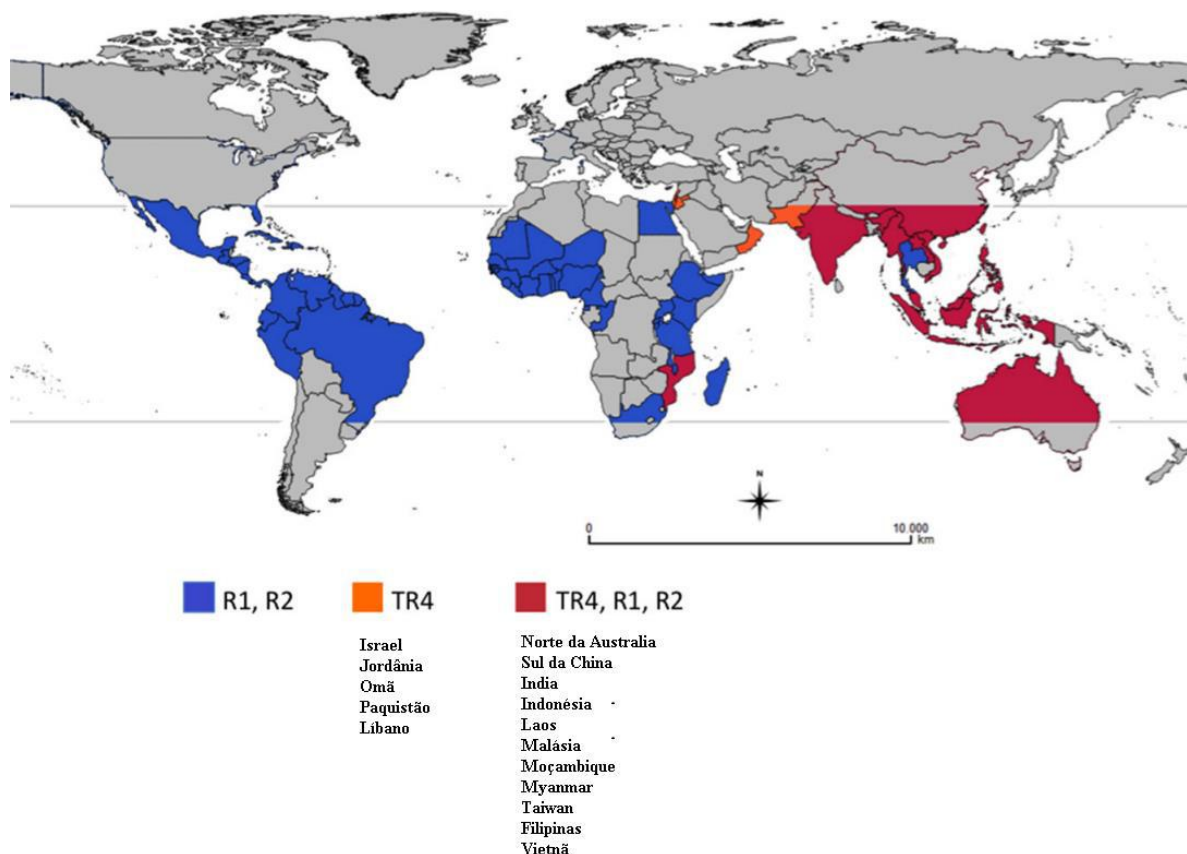 N
0 10.000
km
R1, R2 TR4 TR4, R1, R2
Israel
Jordânia
Omã
Paquistão
Líbano
Norte da Australia
Sul da China
India
Indonésia
Laos
Malásia
Moçambique
Myanmar
Taiwan
Filipinas
Vietnã